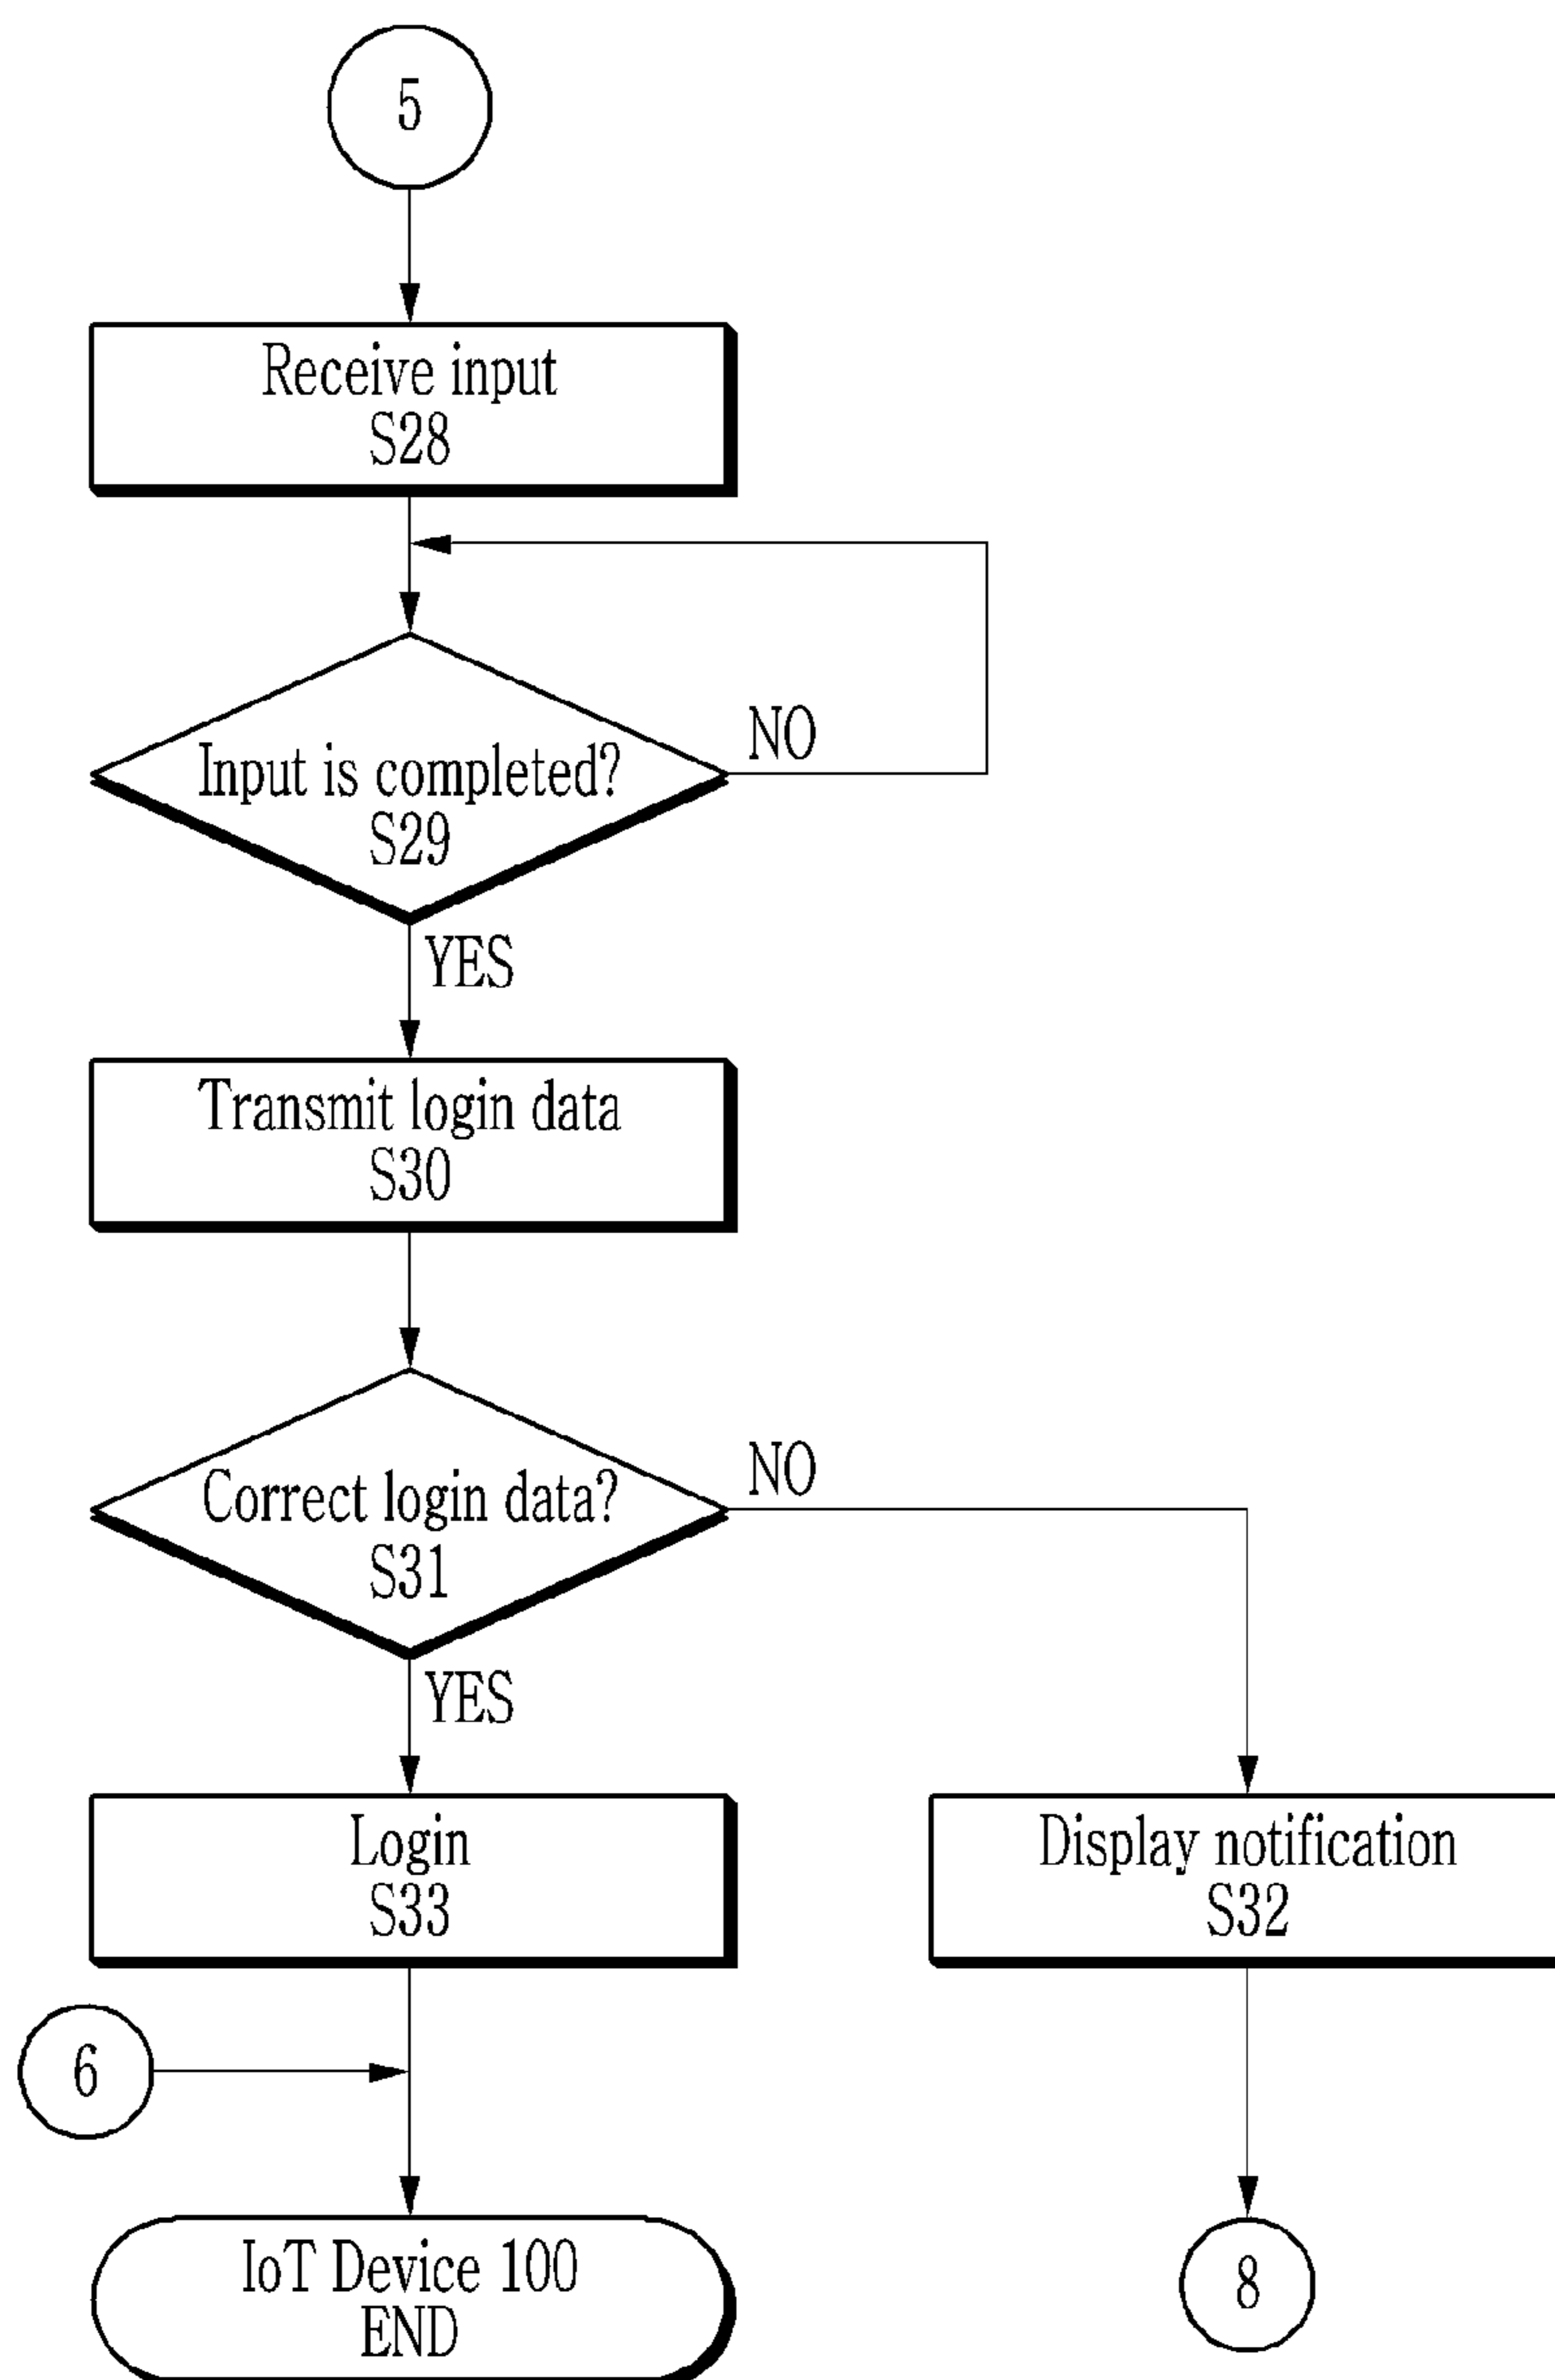 5
Receive input
S28
NO
Input is completed?
S29
YES
Transmit login data
S30
NO
Correct login data?
S31
YES
Login
S33
Display notification
S32
6
IoT Device 100
END
8